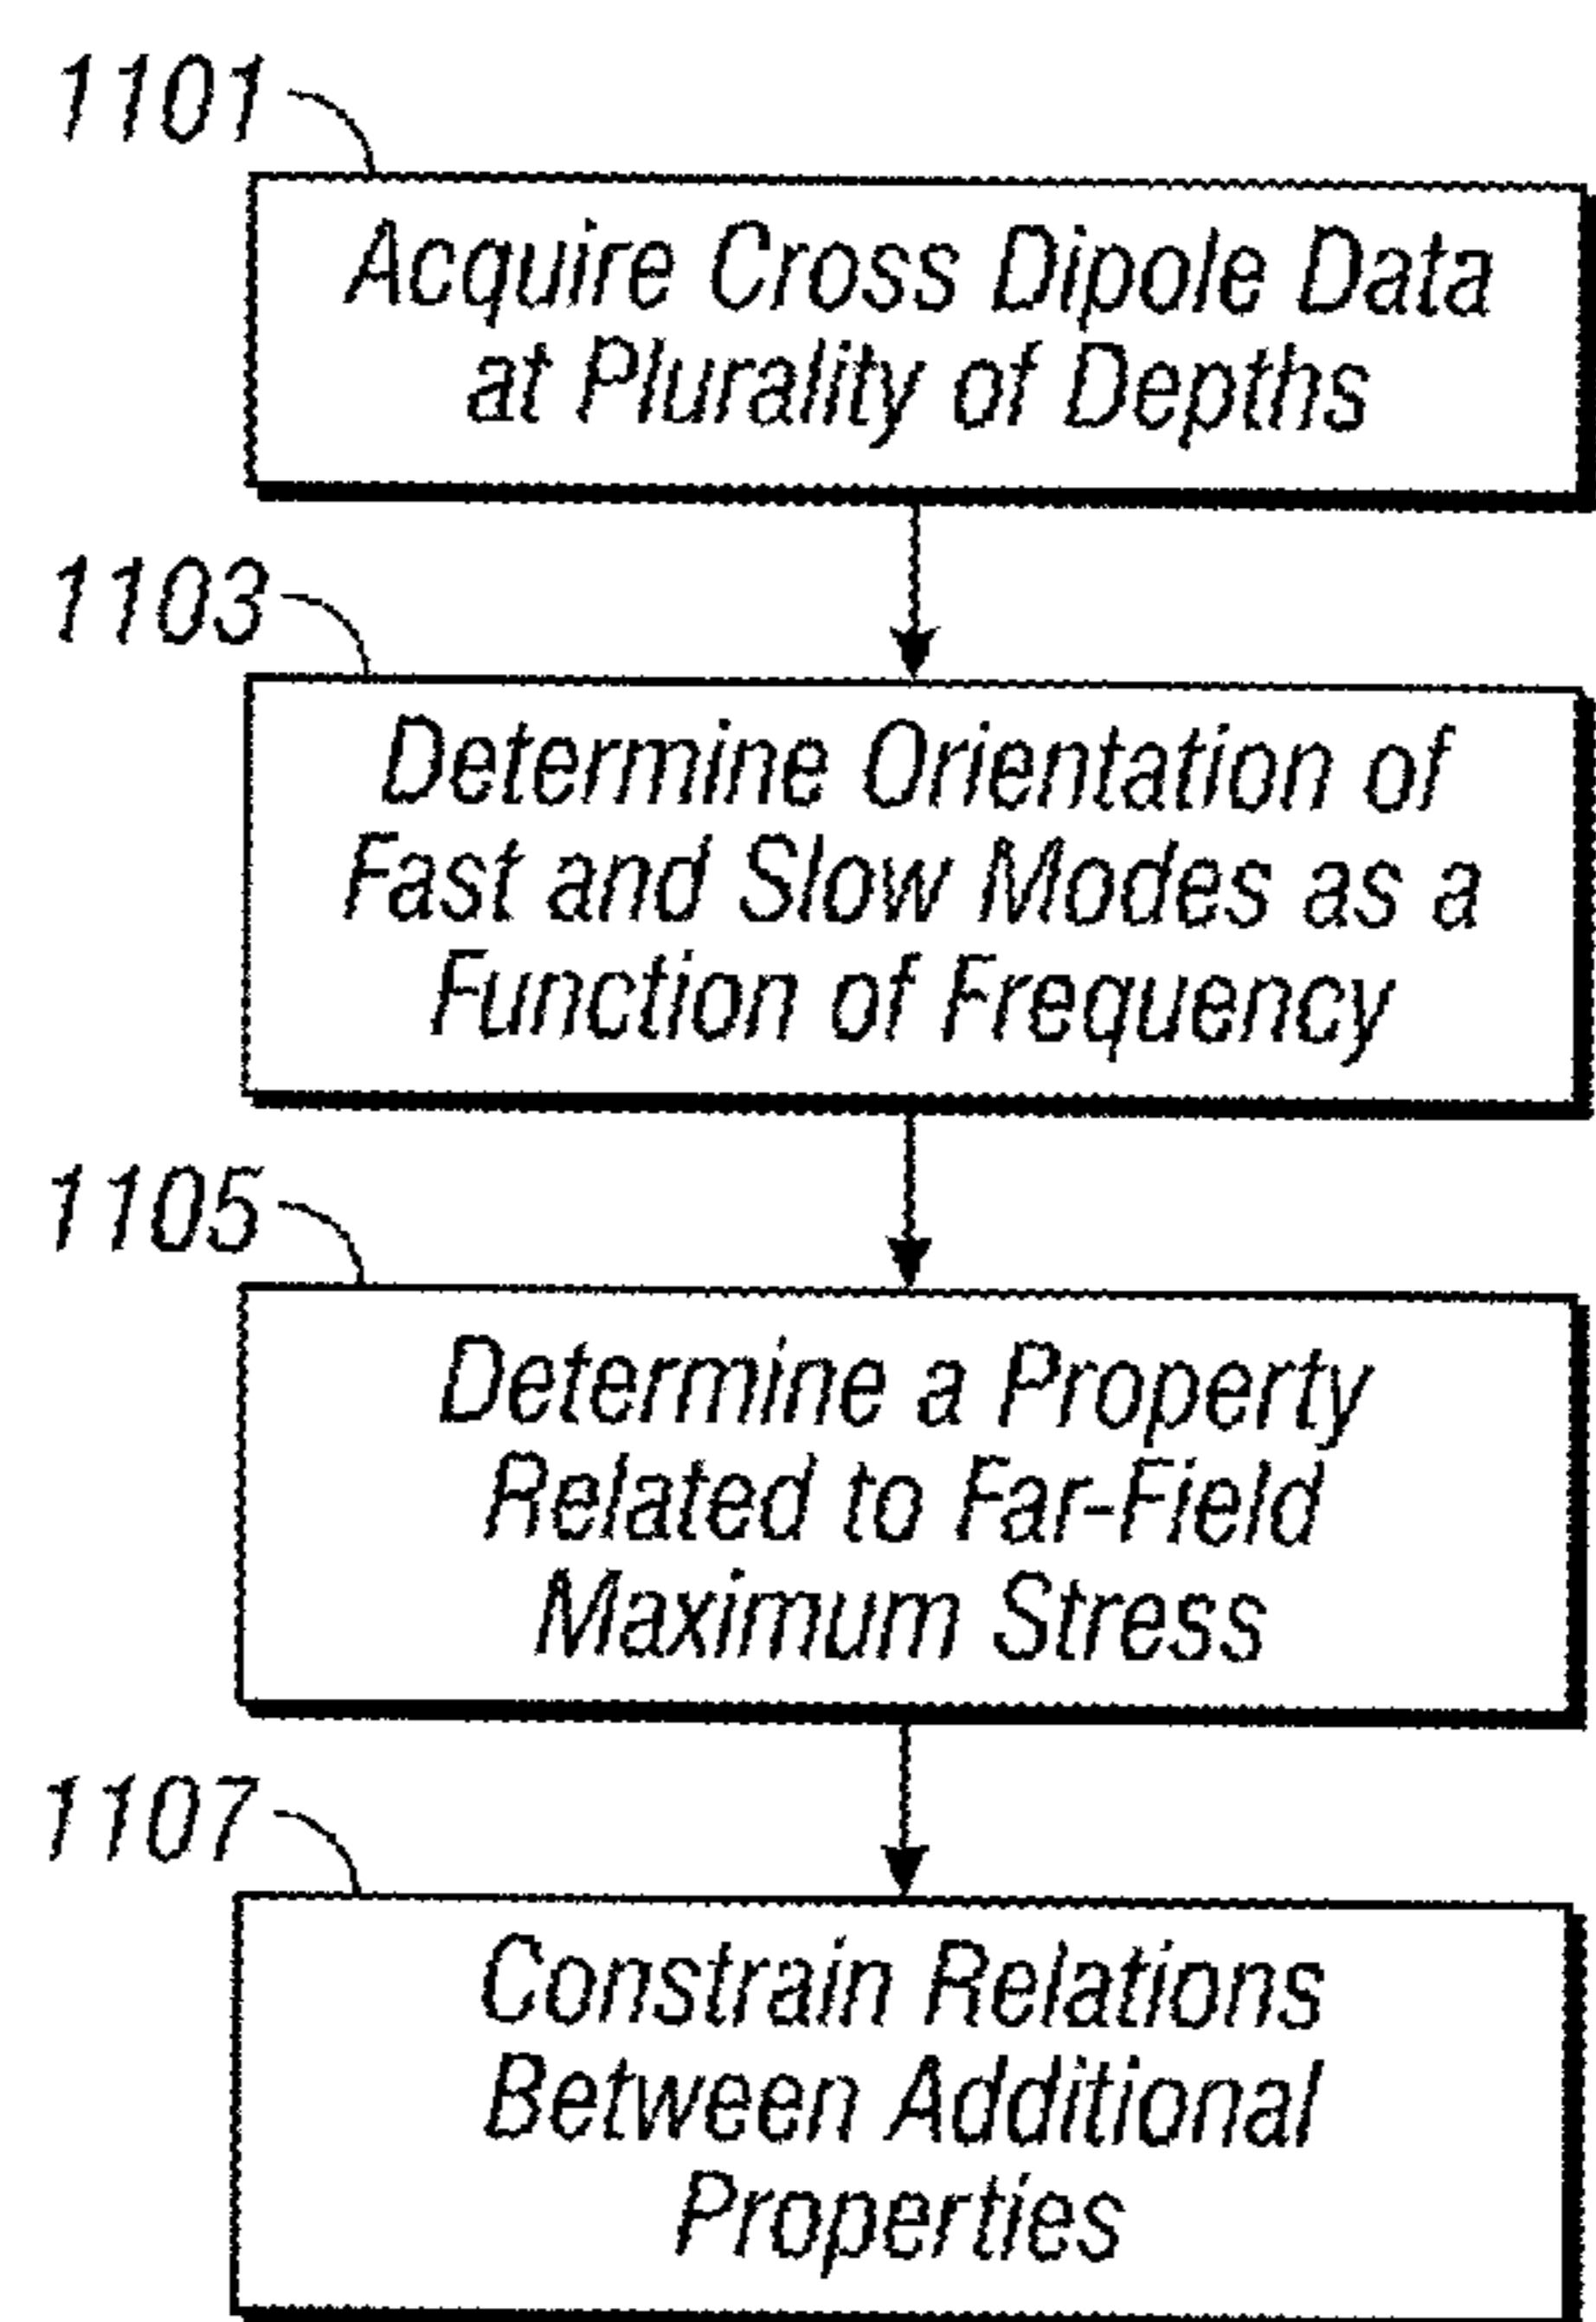 1101
Acquire Cross Dipole Data
at Plurality of Depths
1103
Determine Orientation of
Fast and Slow Modes as a
Function of Frequency
1105
Determine a Property
Related to Far-Field
Maximum Stress
1107
Constrain Relations
Between Additional
Properties